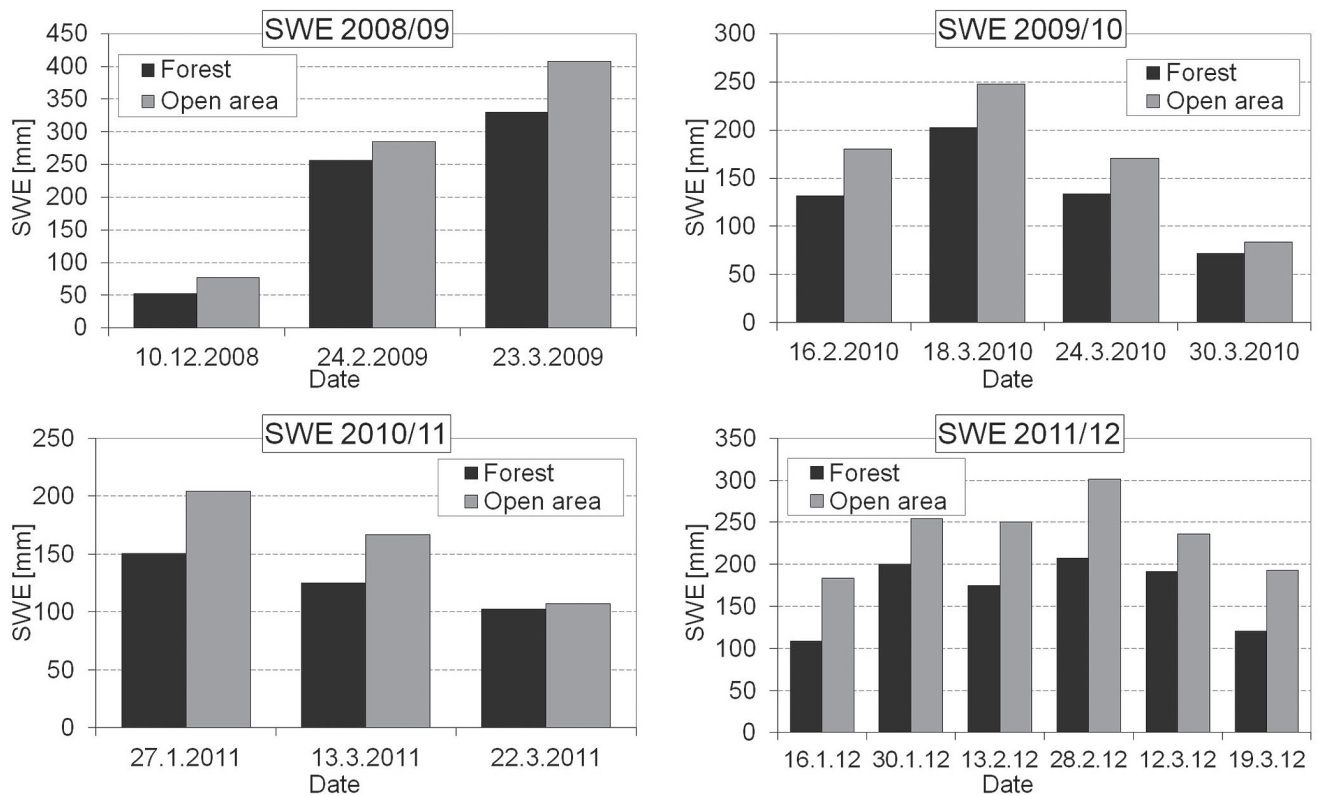 SWE 2008/09
450
400
350
300
250
200
150
100
50
0
SWE [mm]
Forest
Open area
10.12.2008 24.2.2009 23.3.2009
Date
SWE 2009/10
300
250
200
150
100
50
0
SWE [mm]
Forest
Open area
16.2.2010 18.3.2010 24.3.2010 30.3.2010
Date
SWE 2010/11
250
200
150
100
50
0
SWE [mm]
Forest
Open area
27.1.2011 13.3.2011 22.3.2011
Date
SWE 2011/12
350
300
250
200
150
100
50
0
SWE [mm]
Forest
Open area
16.1.12 30.1.12 13.2.12 28.2.12 12.3.12 19.3.12
Date